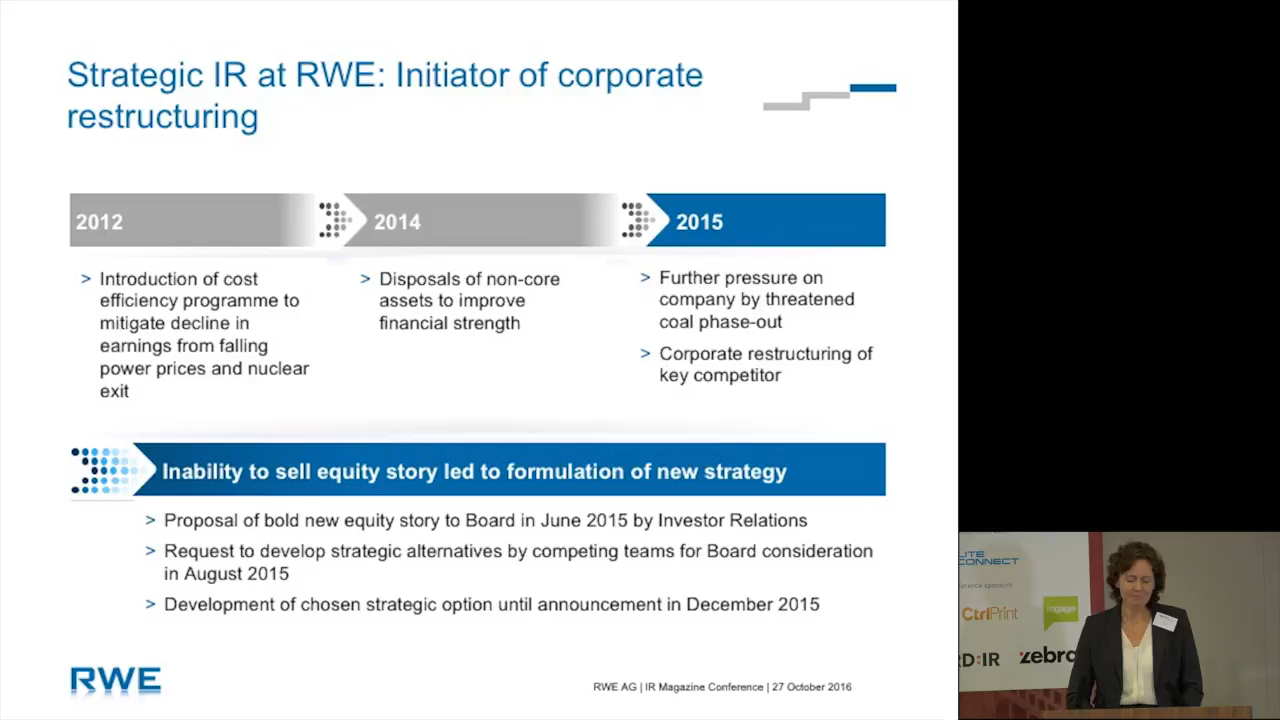 Strategic IR at RWE: Initiator of corporate
restructuring
2012
2014
2015
> Introduction of cost
efficiency programme to
mitigate decline in
earnings from falling
power prices and nuclear
exit
> Disposals of non-core
assets to improve
financial strength
> Further pressure on
company by threatened
coal phase-out
> Corporate restructuring of
key competitor
Inability to sell equity story led to formulation of new strategy
> Proposal of bold new equity story to Board in June 2015 by Investor Relations
> Request to develop strategic alternatives by competing teams for Board consideration
in August 2015
> Development of chosen strategic option until announcement in December 2015
RWE
RWE AG | IR Magazine Conference | 27 October 2016
LITE
CONNECT
sponsors
CtrlPrint
RD:IR
zebra